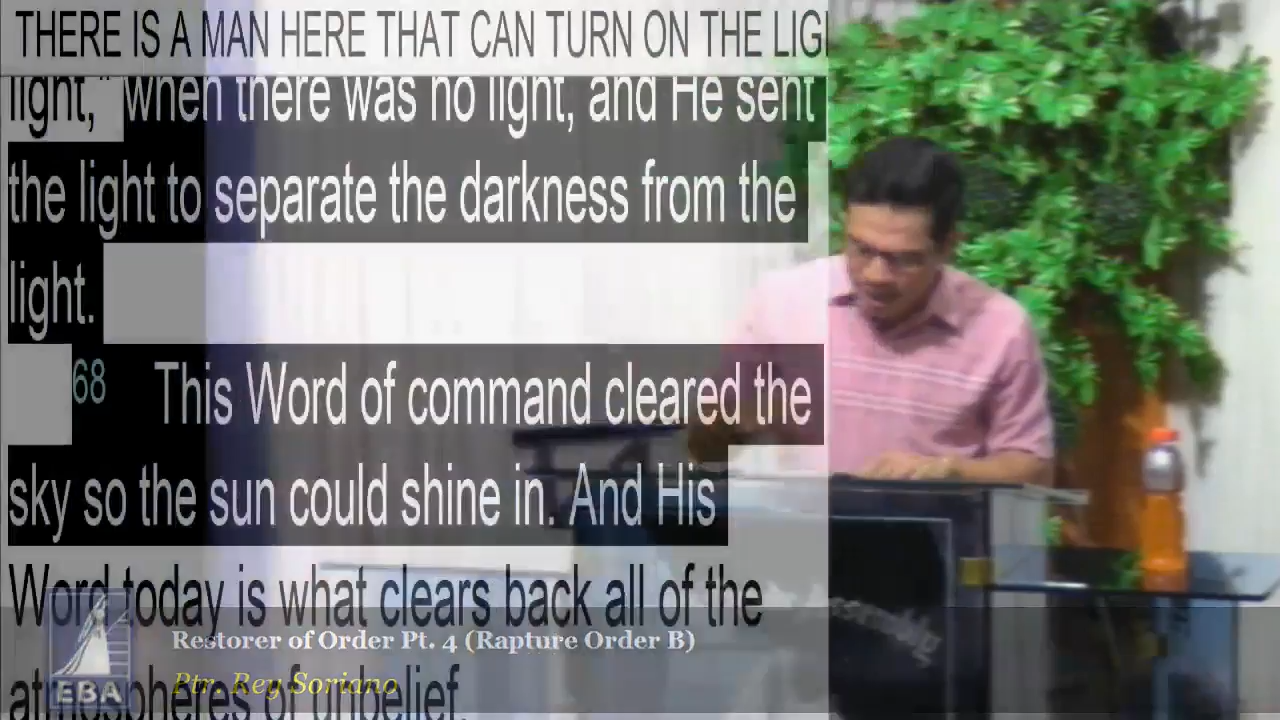 THERE IS A MAN HERE THAT CAN TURN ON THE LIG
light," when there was no light, and He sent
the light to separate the darkness from the
light.
68 This Word of command cleared the
sky so the sun could shine in. And His
Word today is what clears back all of the
atmospheres of unbelief.
Restorer of Order Pt. 4 (Rapture Order B)
EBA
Ptr. Rey Soriano